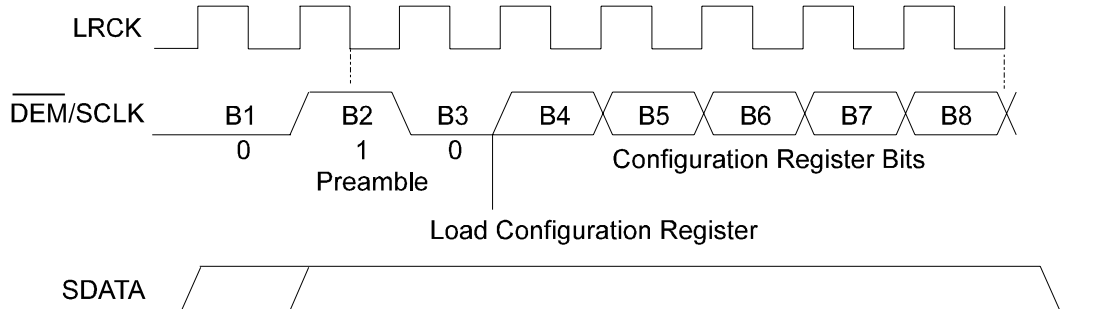 LRCK
DEM/SCLK B1 B2 B3 B4 B5 B6 B7 B8
0 1 0 Configuration Register Bits
Preamble
Load Configuration Register
SDATA